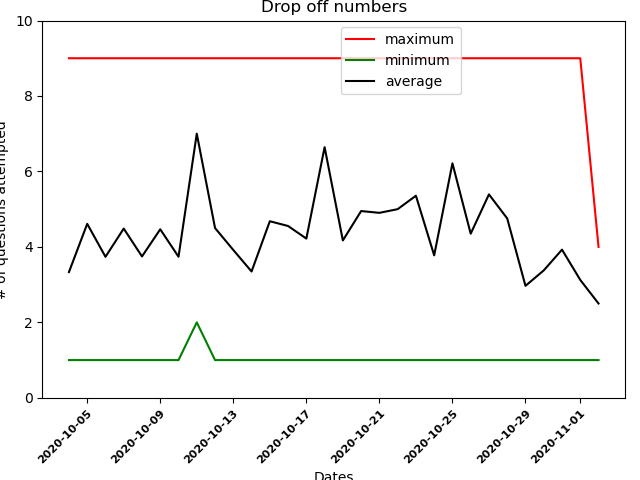 Drop off numbers
# of questions attempted
10
8
6
4
2
0
maximum
minimum
average
2020-10-05
2020-10-09
2020-10-13
2020-10-17
2020-10-21
2020-10-25
2020-10-29
2020-11-01
Dates